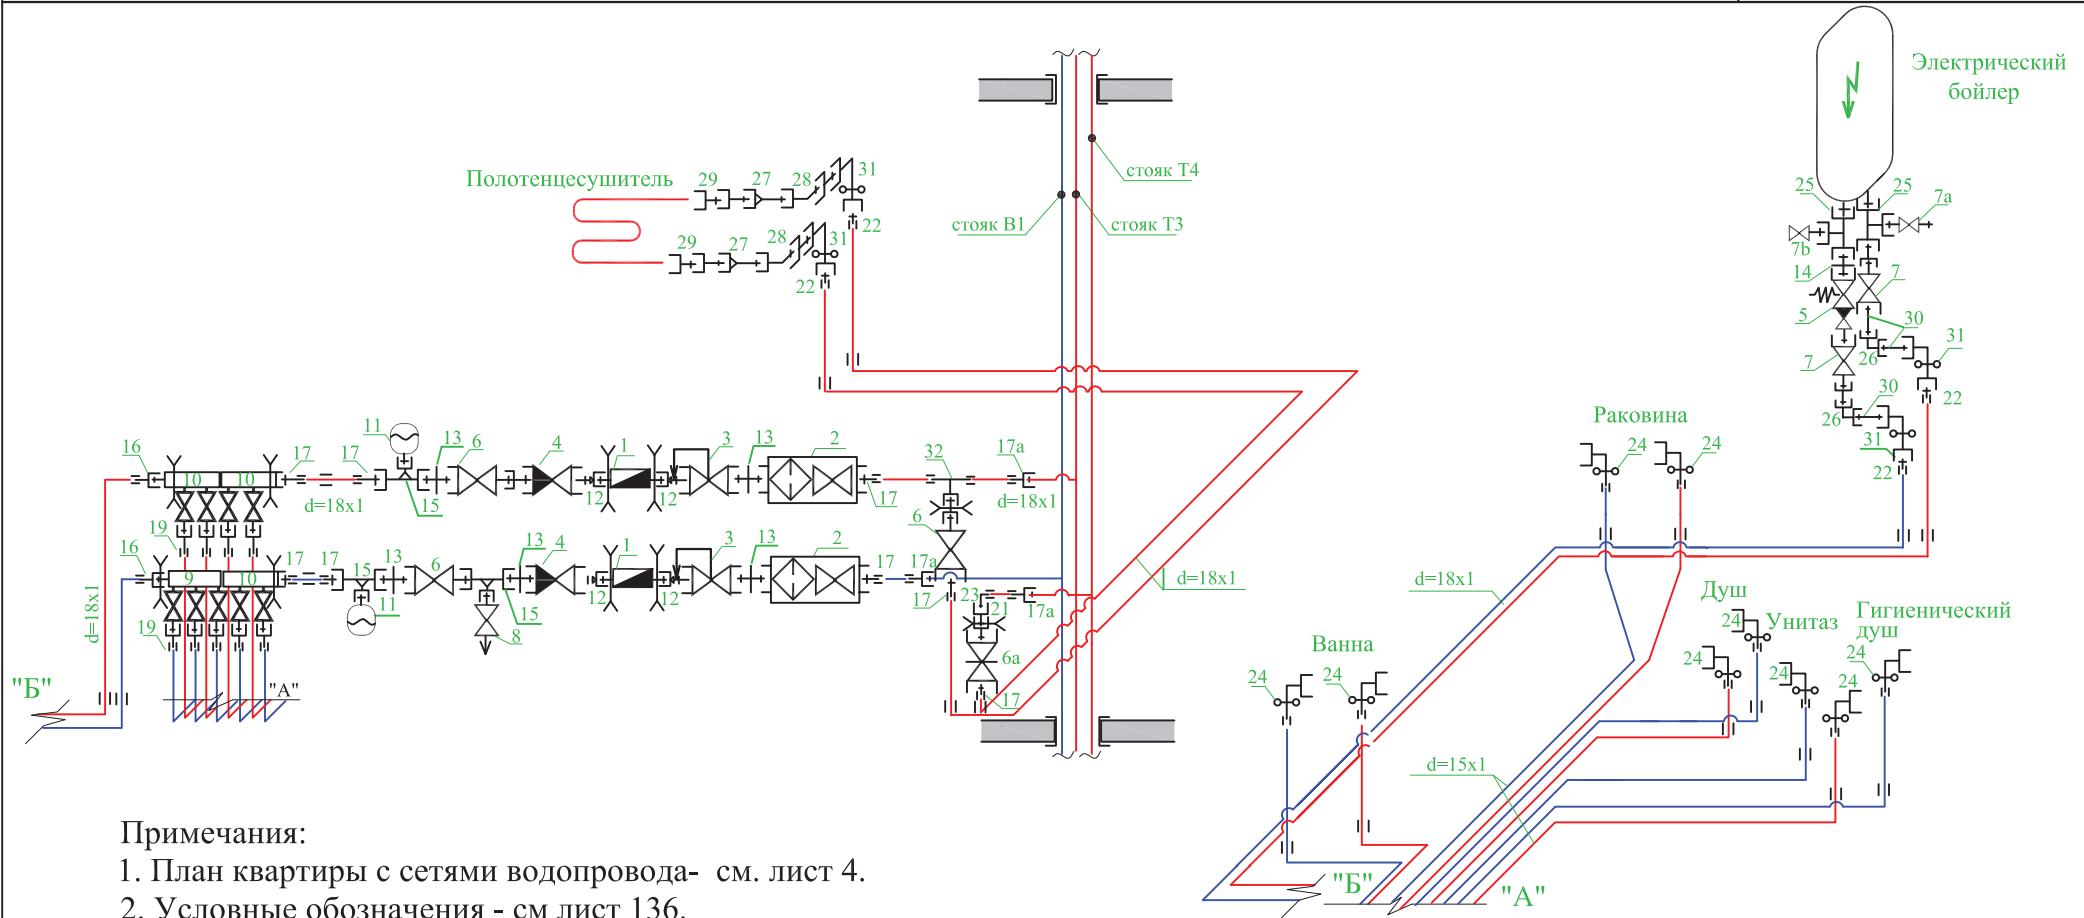 Электрический
бойлер
стояк Т4
Полотенцесушитель
29
27
28
31
22
стояк В1
стояк Т3
25
25
7а
7b
14
7
5
30
31
7
26
22
30
26
31
22
29
27
28
31
22
Раковина
24
24
16
11
17
17
13
6
4
1
3
13
2
32
17а
10
10
d=18x1
15
12
12
17
d=18x1
6
19
16
9
10
17
17
15
13
6
13
4
1
3
13
2
17
17а
11
15
12
12
17
23
21
17а
d=18x1
d=18x1
d=18x1
19
8
6а
17
"Б"
"А"
Душ
24
Унитаз
Гигиенический
душ
24
24
24
24
Ванна
24
24
d=15x1
"Б"
"А"
Примечания:
1. План квартиры с сетями водопровода- см. лист 4.
2. Условные обозначения - см лист 136.